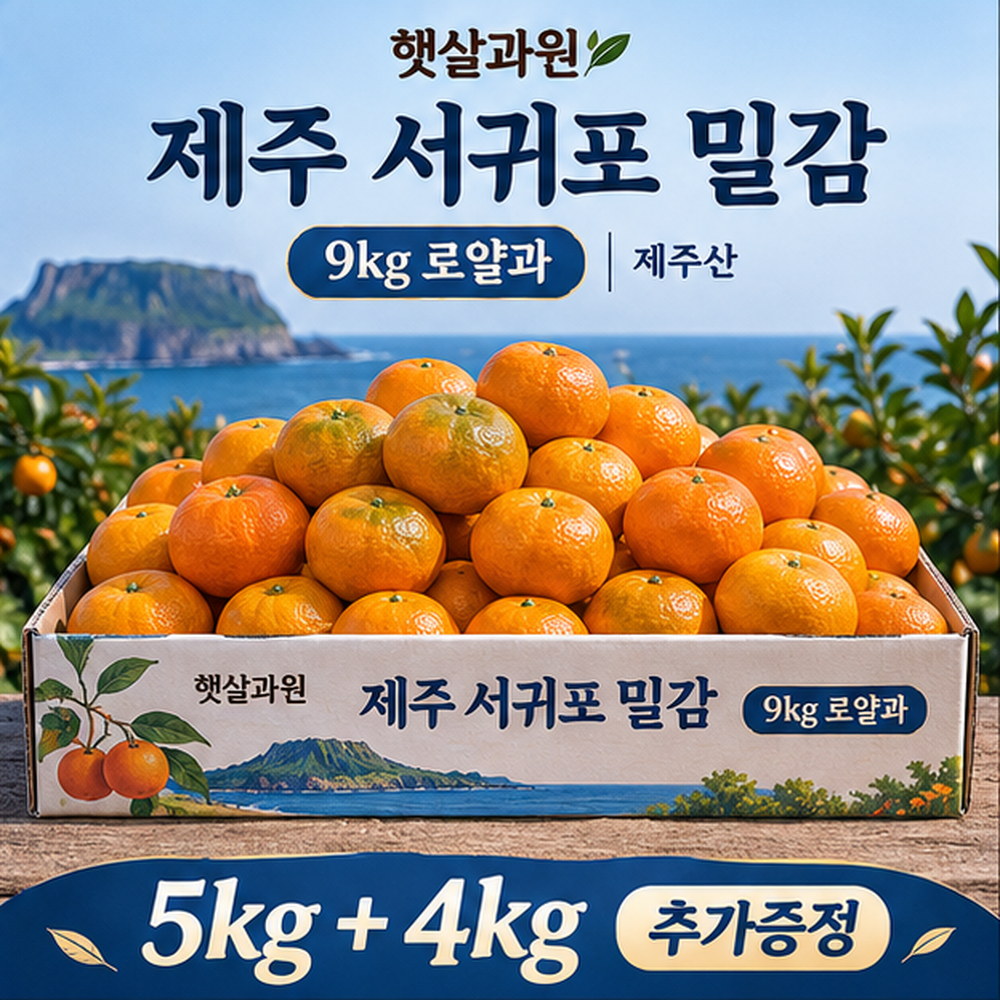 햇살과원
제주 서귀포 밀감
9kg 로얄과 | 제주산
햇살과원 제주 서귀포 밀감 9kg 로얄과
5kg + 4kg 추가증정